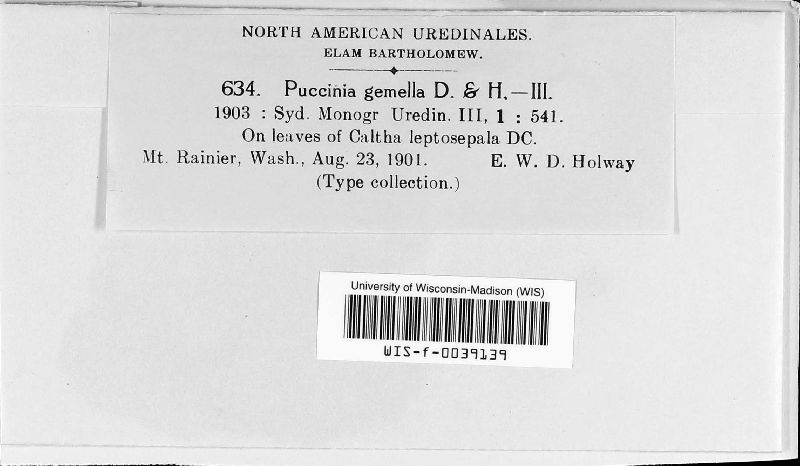 NORTH AMERICAN UREDINALES.
ELAM BARTHOLOMEW.
634. Puccinia gemella D. & H.—III.
1903 : Syd. Monogr Uredin. III, 1 : 541.
On leaves of Caltha leptosepala DC.
Mt. Rainier, Wash., Aug. 23, 1901. E. W. D. Holway
(Type collection.)
University of Wisconsin-Madison (WIS)
WIS-f-0039139